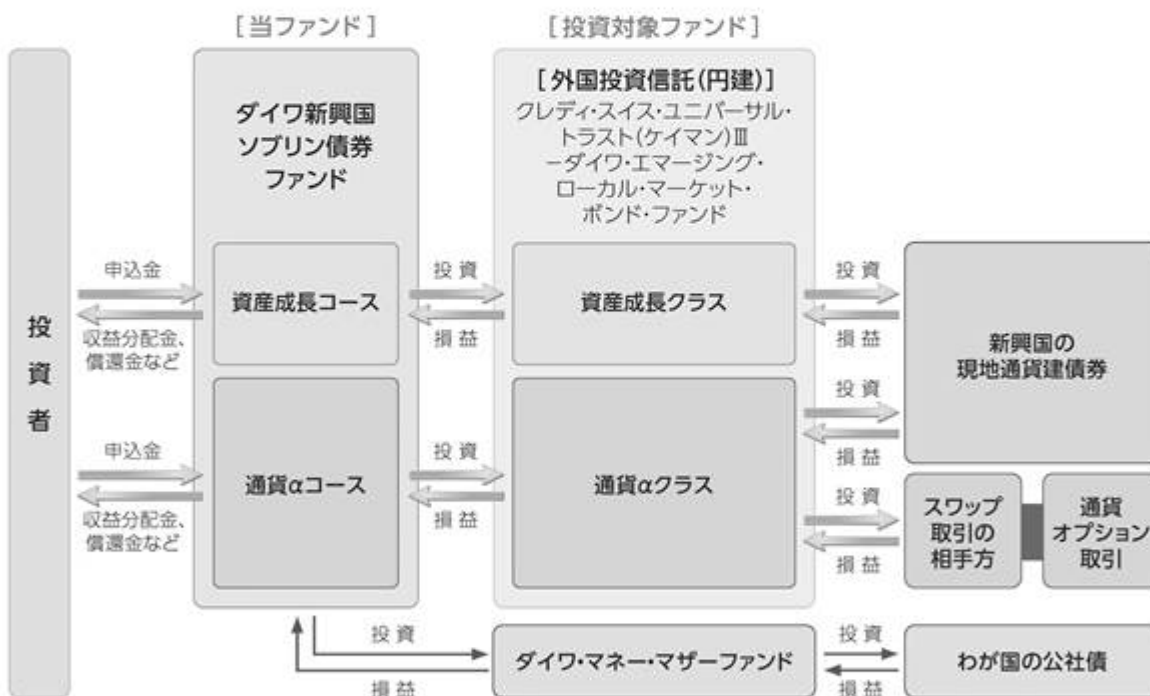 [当ファンド]
[投資対象ファンド]
投資者
ダイワ新興国
ソブリン債券
ファンド
[外国投資信託(円建)]
クレディ・スイス・ユニバーサル・
トラスト(ケイマン)Ⅲ
－ダイワ・エマージング・
ローカル・マーケット・
ボンド・ファンド
申込金
収益分配金、
償還金など
資産成長コース
投資
損益
資産成長クラス
投資
損益
新興国の
現地通貨建債券
投資
損益
申込金
収益分配金、
償還金など
通貨αコース
投資
損益
通貨αクラス
投資
損益
スワップ
取引の
相手方
通貨
オプション
取引
投資
損益
ダイワ・マネー・マザーファンド
投資
損益
わが国の公社債